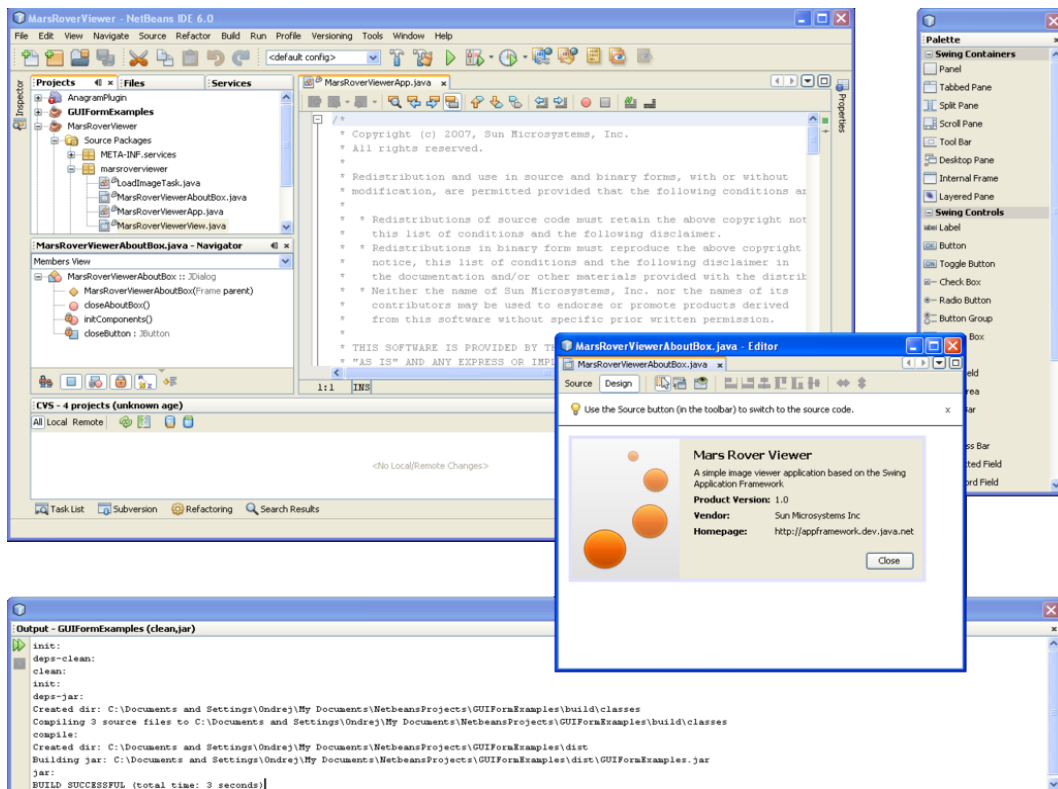 MarsRoverViewer - NetBeans IDE 6.0
File Edit View Navigate Source Refactor Build Run Profile Versioning Tools Window Help
<default config>
Inspector
Projects Files Services
AnagramPlugin
GUIFormExamples
MarsRoverViewer
Source Packages
META-INF.services
marsroverviewer
LoadImageTask.java
MarsRoverViewerAboutBox.java
MarsRoverViewerApp.java
MarsRoverViewerView.java
MarsRoverViewerAboutBox.java - Navigator
Members View
MarsRoverViewerAboutBox :: JDialog
MarsRoverViewerAboutBox(Frame parent)
closeAboutBox()
initComponents()
closeButton : JButton
MarsRoverViewerApp.java x
Properties
/*
* Copyright (c) 2007, Sun Microsystems, Inc.
* All rights reserved.
*
* Redistribution and use in source and binary forms, with or without
* modification, are permitted provided that the following conditions ar
*
* * Redistributions of source code must retain the above copyright not
* this list of conditions and the following disclaimer.
* * Redistributions in binary form must reproduce the above copyright
* notice, this list of conditions and the following disclaimer in
* the documentation and/or other materials provided with the distrib
* * Neither the name of Sun Microsystems, Inc. nor the names of its
* contributors may be used to endorse or promote products derived
* from this software without specific prior written permission.
*
* THIS SOFTWARE IS PROVIDED BY TH
* "AS IS" AND ANY EXPRESS OR IMPL
1:1 INS
CVS - 4 projects (unknown age)
All Local Remote
<No Local/Remote Changes>
Task List Subversion Refactoring Search Results
Palette
Swing Containers
Panel
Tabbed Pane
Split Pane
Scroll Pane
Tool Bar
Desktop Pane
Internal Frame
Layered Pane
Swing Controls
label Label
OK Button
ON Toggle Button
Check Box
Radio Button
Button Group
Box
eld
rea
ar
ss Bar
tted Field
ord Field
MarsRoverViewerAboutBox.java - Editor
MarsRoverViewerAboutBox.java x
Source Design
Use the Source button (in the toolbar) to switch to the source code. x
Mars Rover Viewer
A simple image viewer application based on the Swing
Application Framework
Product Version: 1.0
Vendor: Sun Microsystems Inc
Homepage: http://appframework.dev.java.net
Close
Output - GUIFormExamples (clean,jar)
init:
deps-clean:
clean:
init:
deps-jar:
Created dir: C:\Documents and Settings\Ondrej\My Documents\NetbeansProjects\GUIFormExamples\build\classes
Compiling 3 source files to C:\Documents and Settings\Ondrej\My Documents\NetbeansProjects\GUIFormExamples\build\classes
compile:
Created dir: C:\Documents and Settings\Ondrej\My Documents\NetbeansProjects\GUIFormExamples\dist
Building jar: C:\Documents and Settings\Ondrej\My Documents\NetbeansProjects\GUIFormExamples\dist\GUIFormExamples.jar
jar:
BUILD SUCCESSFUL (total time: 3 seconds)